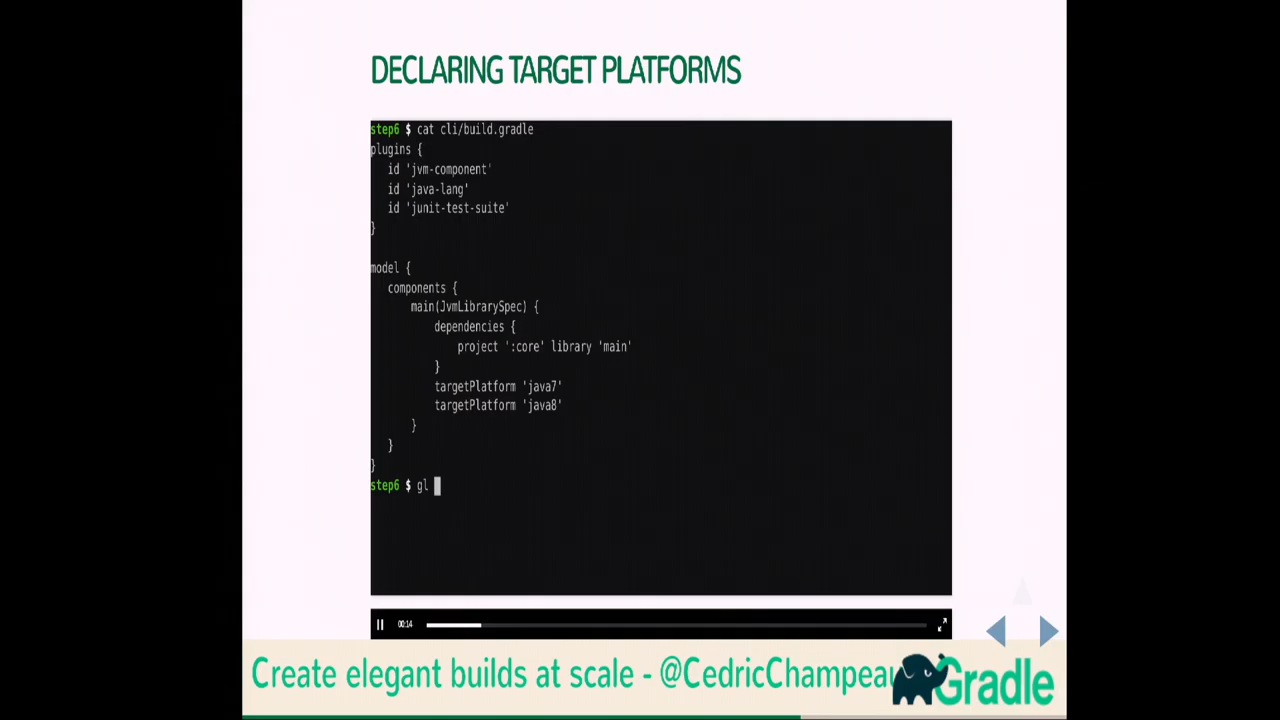 DECLARING TARGET PLATFORMS
step6 $ cat cli/build.gradle
plugins {
id 'jvm-component'
id 'java-lang'
id 'junit-test-suite'
}
model {
components {
main(JvmLibrarySpec) {
dependencies {
project ':core' library 'main'
}
targetPlatform 'java7'
targetPlatform 'java8'
}
}
}
step6 $ gl
00:14
Create elegant builds at scale - @CedricChampeau
Gradle